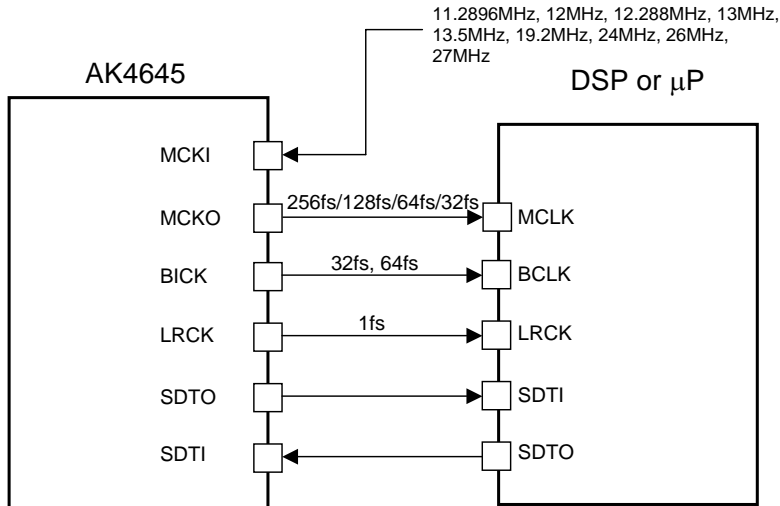 11.2896MHz, 12MHz, 12.288MHz, 13MHz,
13.5MHz, 19.2MHz, 24MHz, 26MHz,
27MHz
AK4645
DSP or μP
MCKI
MCKO
256fs/128fs/64fs/32fs
MCLK
BICK
32fs, 64fs
BCLK
LRCK
1fs
LRCK
SDTO
SDTI
SDTI
SDTO